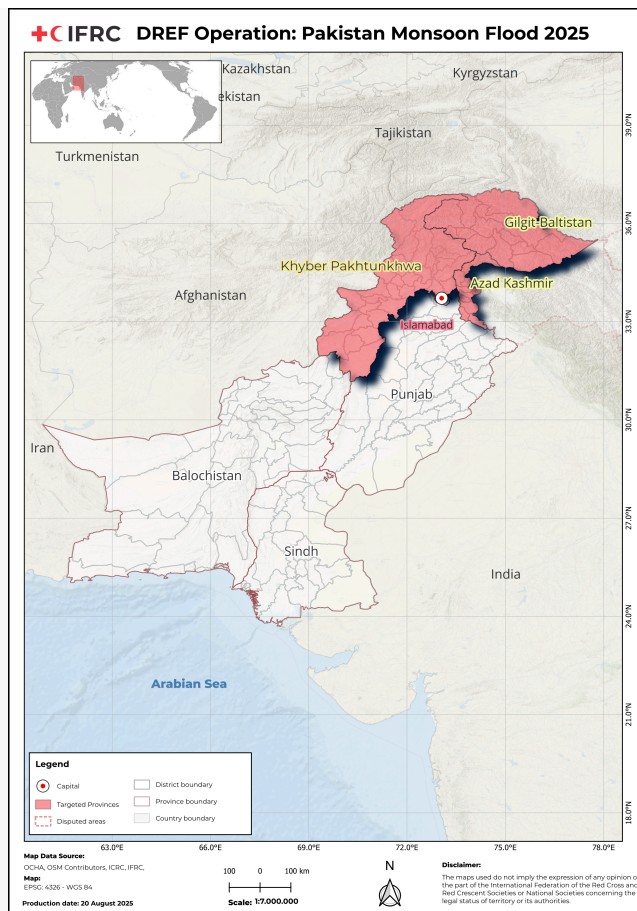 IFRC DREF Operation: Pakistan Monsoon Flood 2025
Kazakhstan
Kyrgyzstan
ekistan
39.0°N
Tajikistan
Turkmenistan
36.0°N
Gilgit-Baltistan
Khyber Pakhtunkhwa
Azad Kashmir
Afghanistan
33.0°N
Islamabad
Punjab
30.0°N
Iran
Balochistan
27.0°N
Sindh
India
24.0°N
Arabian Sea
21.0°N
18.0°N
Legend
Capital
Targeted Provinces
Disputed areas
District boundary
Province boundary
Country boundary
63.0°E 66.0°E 69.0°E 72.0°E 75.0°E 78.0°E
Map Data Source:
OCHA, OSM Contributors, ICRC, IFRC,
Map:
EPSG: 4326 - WGS 84
Production date: 20 August 2025
100 0 100 km
Scale: 1:7.000.000
N
Disclaimer:
The maps used do not imply the expression of any opinion o
the part of the International Federation of the Red Cross and
Red Crescent Societies or National Societies concerning the
legal status of territory or its authorities.